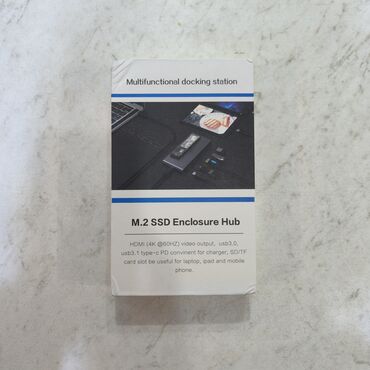 Multifunctional docking station
M.2 SSD Enclosure Hub
HDMI (4K @60HZ) video output, usb3.0,
usb3.1 type-c PD convinent for charger, SD/TF
card slot be useful for laptop, ipad and mobile
phone.